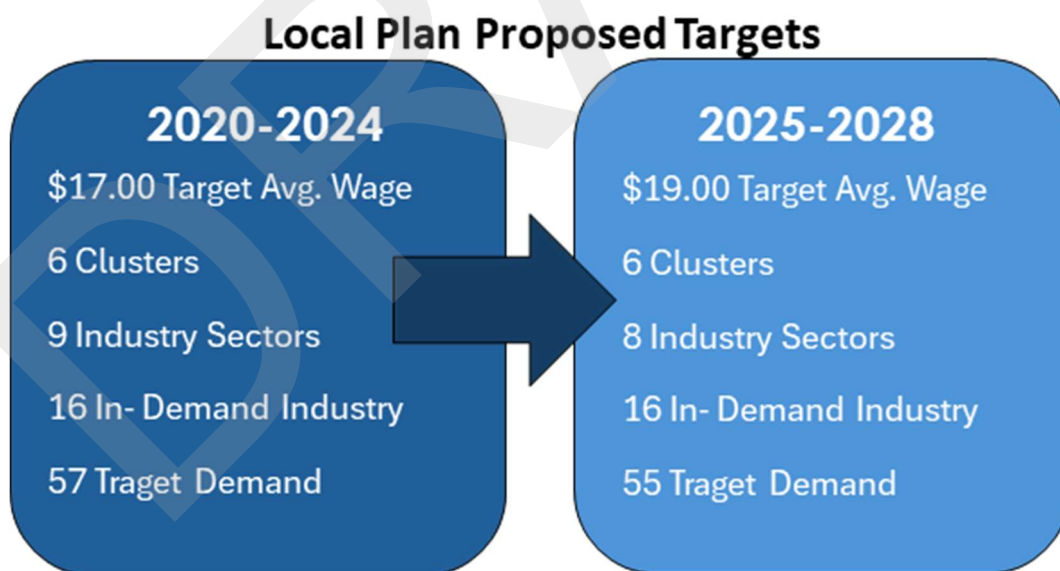 Local Plan Proposed Targets
2020-2024
$17.00 Target Avg. Wage
6 Clusters
9 Industry Sectors
16 In- Demand Industry
57 Traget Demand
2025-2028
$19.00 Target Avg. Wage
6 Clusters
8 Industry Sectors
16 In- Demand Industry
55 Traget Demand